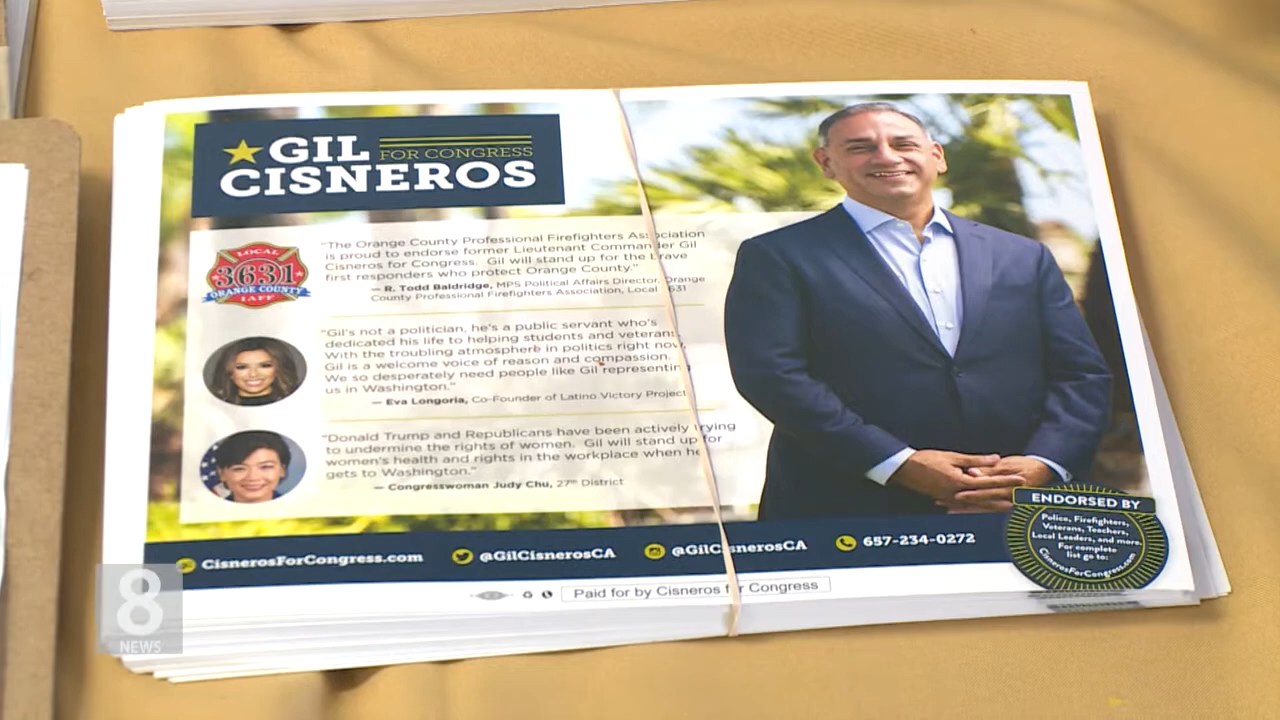 GIL
FOR CONGRESS
CISNEROS
LOCAL
3631
ORANGE COUNTY
IAFF
"The Orange County Professional Firefighters Association
is proud to endorse former Lieutenant Commander Gil
Cisneros for Congress. Gil will stand up for the brave
first responders who protect Orange County."
— R. Todd Baldridge, MPS Political Affairs Director, Orange
County Professional Firefighters Association, Local 3631
"Gil's not a politician, he's a public servant who's
dedicated his life to helping students and veterans.
With the troubling atmosphere in politics right now,
Gil is a welcome voice of reason and compassion.
We so desperately need people like Gil representing
us in Washington."
— Eva Longoria, Co-Founder of Latino Victory Project
"Donald Trump and Republicans have been actively trying
to undermine the rights of women. Gil will stand up for
women's health and rights in the workplace when he
gets to Washington."
— Congresswoman Judy Chu, 27th District
ENDORSED BY
Police, Firefighters,
Veterans, Teachers,
Local Leaders, and more.
For complete
list go to:
CisnerosForCongress.com
CisnerosForCongress.com
@GilCisnerosCA
@GilCisnerosCA
657-234-0272
Paid for by Cisneros for Congress
8
NEWS